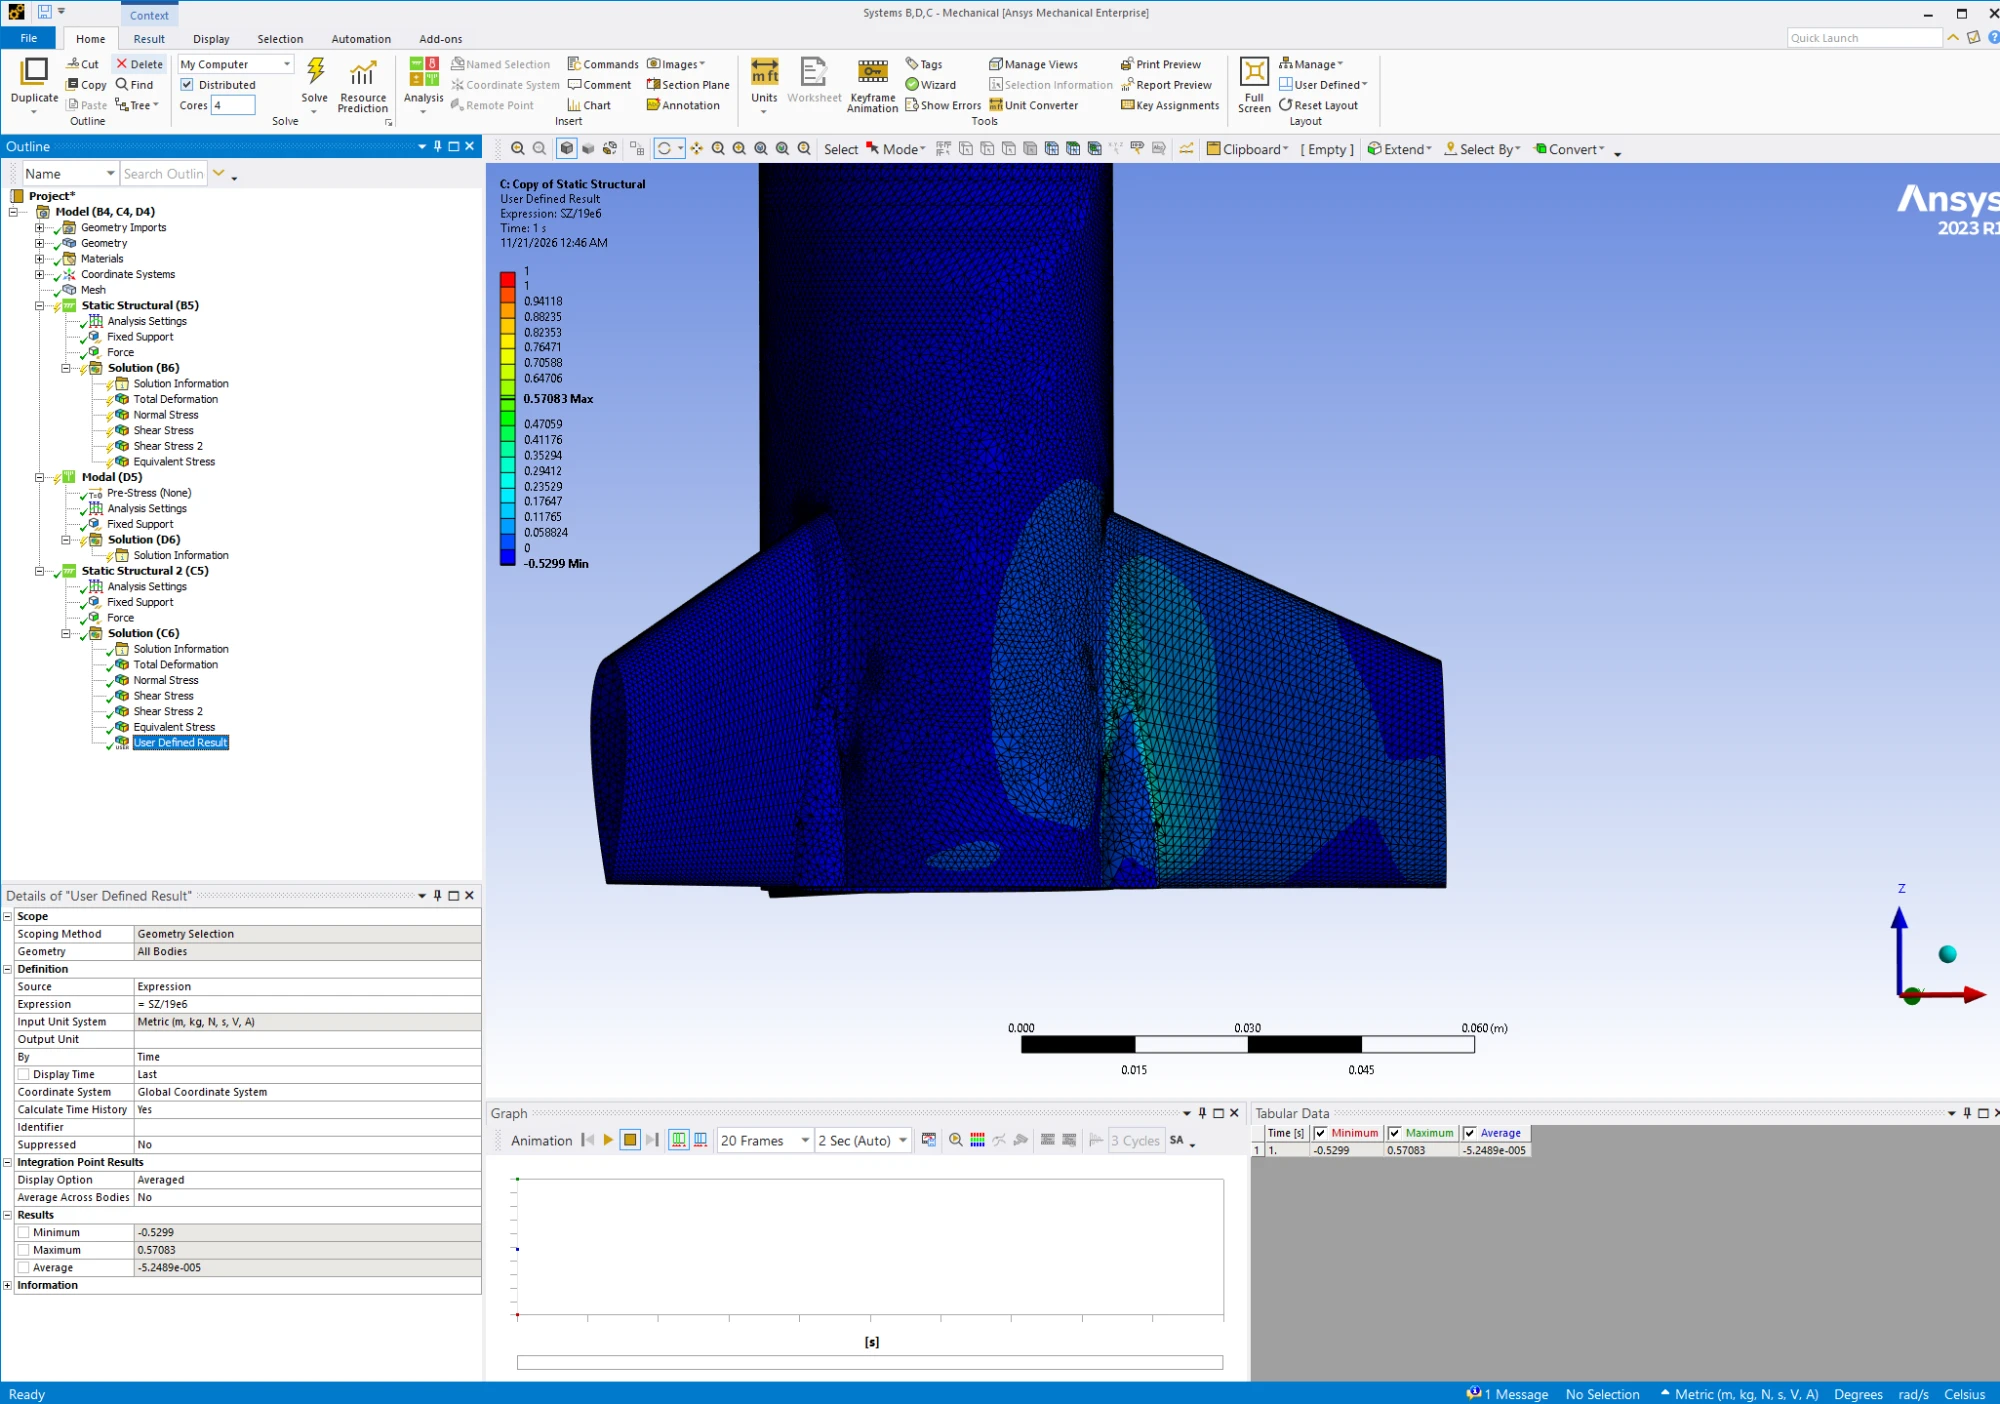 Context
Systems B,D,C - Mechanical [Ansys Mechanical Enterprise]
File Home Result Display Selection Automation Add-ons
Quick Launch
Duplicate
Cut
Copy
Paste
Delete
Find
Tree
Outline
My Computer
Distributed
Cores 4
Solve
Resource Prediction
Solve
Analysis
Named Selection
Coordinate System
Remote Point
Commands
Comment
Chart
Images
Section Plane
Annotation
Insert
Units
Worksheet
Keyframe Animation
Tags
Wizard
Show Errors
Manage Views
Selection Information
Unit Converter
Print Preview
Report Preview
Key Assignments
Tools
Full Screen
Manage
User Defined
Reset Layout
Layout
Outline
Name Search Outlin
Select Mode Clipboard [ Empty ] Extend Select By Convert
Project*
Model (B4, C4, D4)
Geometry Imports
Geometry
Materials
Coordinate Systems
Mesh
Static Structural (B5)
Analysis Settings
Fixed Support
Force
Solution (B6)
Solution Information
Total Deformation
Normal Stress
Shear Stress
Shear Stress 2
Equivalent Stress
Modal (D5)
Pre-Stress (None)
Analysis Settings
Fixed Support
Solution (D6)
Solution Information
Static Structural 2 (C5)
Analysis Settings
Fixed Support
Force
Solution (C6)
Solution Information
Total Deformation
Normal Stress
Shear Stress
Shear Stress 2
Equivalent Stress
User Defined Result
C: Copy of Static Structural
User Defined Result
Expression: SZ/19e6
Time: 1 s
11/21/2026 12:46 AM
1
1
0.94118
0.88235
0.82353
0.76471
0.70588
0.64706
0.57083 Max
0.47059
0.41176
0.35294
0.29412
0.23529
0.17647
0.11765
0.058824
0
-0.5299 Min
Ansys
2023 R1
Z
Y
0.000 0.030 0.060 (m)
0.015 0.045
Details of "User Defined Result"
Scope
Scoping Method Geometry Selection
Geometry All Bodies
Definition
Source Expression
Expression = SZ/19e6
Input Unit System Metric (m, kg, N, s, V, A)
Output Unit
By Time
Display Time Last
Coordinate System Global Coordinate System
Calculate Time History Yes
Identifier
Suppressed No
Integration Point Results
Display Option Averaged
Average Across Bodies No
Results
Minimum -0.5299
Maximum 0.57083
Average -5.2489e-005
Information
Graph
Animation 20 Frames 2 Sec (Auto) 3 Cycles SA
[s]
Tabular Data
Time [s] Minimum Maximum Average
1 1. -0.5299 0.57083 -5.2489e-005
Ready
1 Message No Selection Metric (m, kg, N, s, V, A) Degrees rad/s Celsius